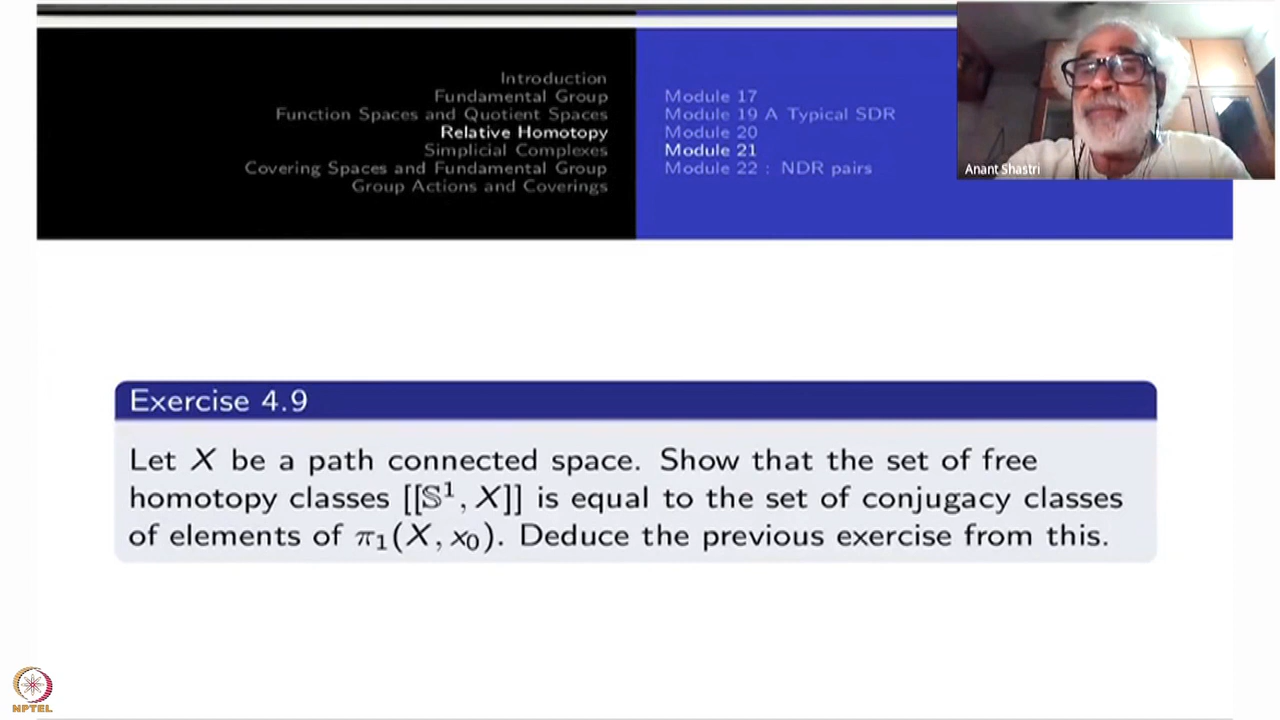 Introduction
Fundamental Group
Function Spaces and Quotient Spaces
Relative Homotopy
Simplicial Complexes
Covering Spaces and Fundamental Group
Group Actions and Coverings
Module 17
Module 19 A Typical SDR
Module 20
Module 21
Module 22 : NDR pairs
Anant Shastri
Exercise 4.9
Let X be a path connected space. Show that the set of free
homotopy classes [[𝕊¹, X]] is equal to the set of conjugacy classes
of elements of π₁(X, x₀). Deduce the previous exercise from this.
NPTEL